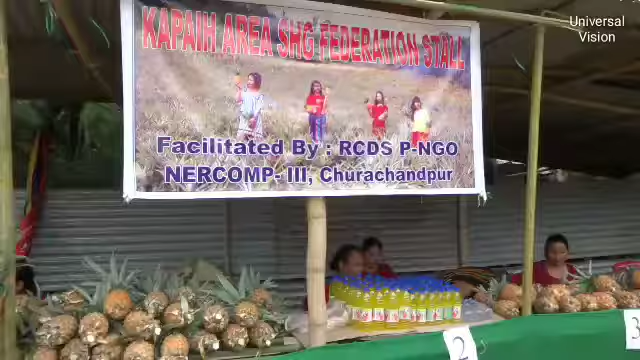 Universal
Vision
KAPAIH AREA SHG FEDERATION STALL
Facilitated By : RCDS P-NGO
NERCOMP- III, Churachandpur
2
3